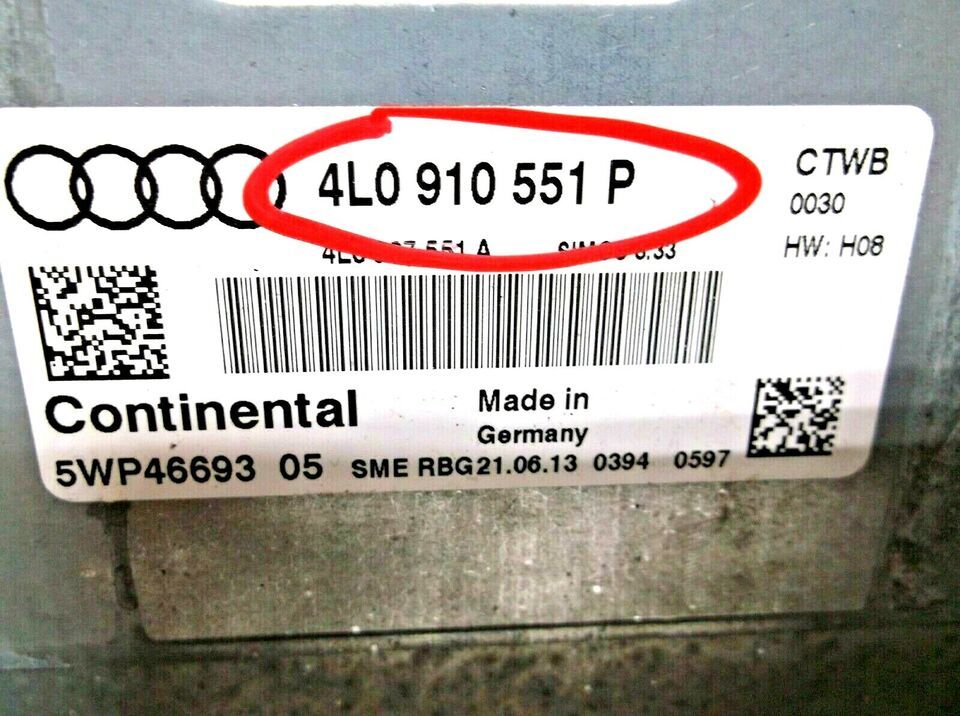 4L0 910 551 P
CTWB
0030
551 A
HW: H08
Continental
Made in
Germany
5WP46693 05 SME RBG21.06.13 0394 0597